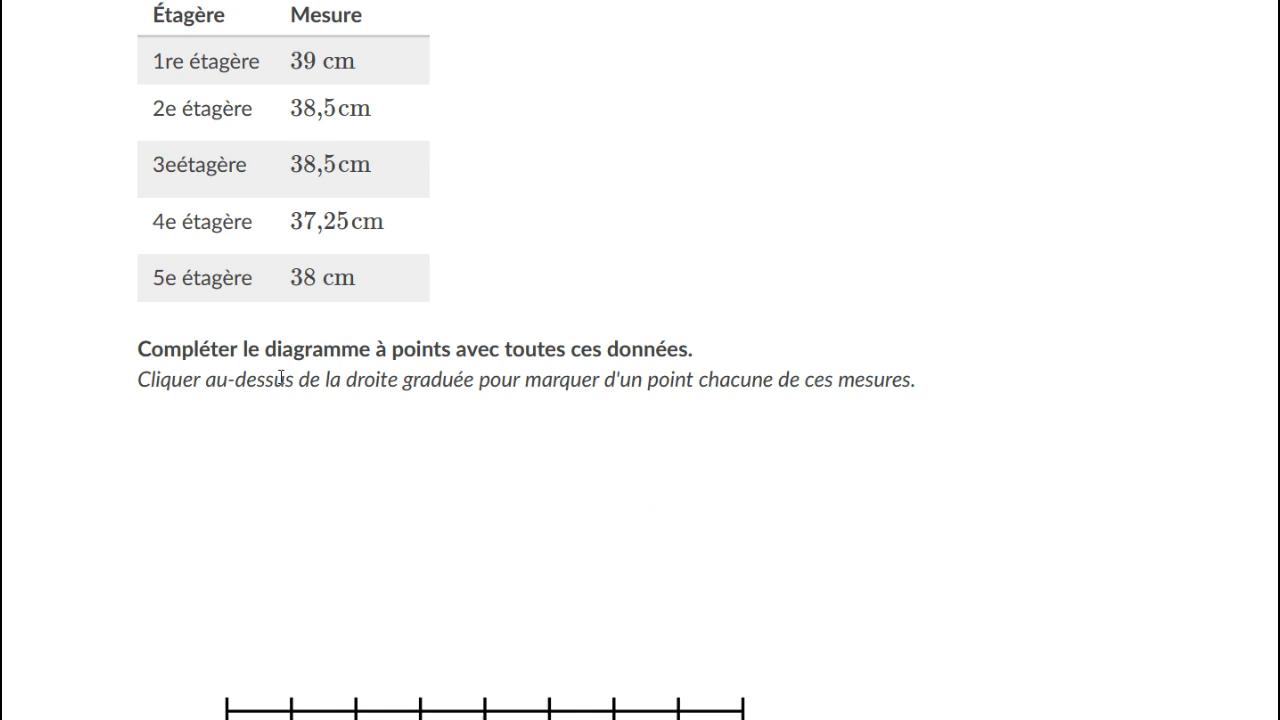 Étagère Mesure
1re étagère 39 cm
2e étagère 38,5cm
3eétagère 38,5cm
4e étagère 37,25cm
5e étagère 38 cm
Compléter le diagramme à points avec toutes ces données.
Cliquer au-dessus de la droite graduée pour marquer d'un point chacune de ces mesures.